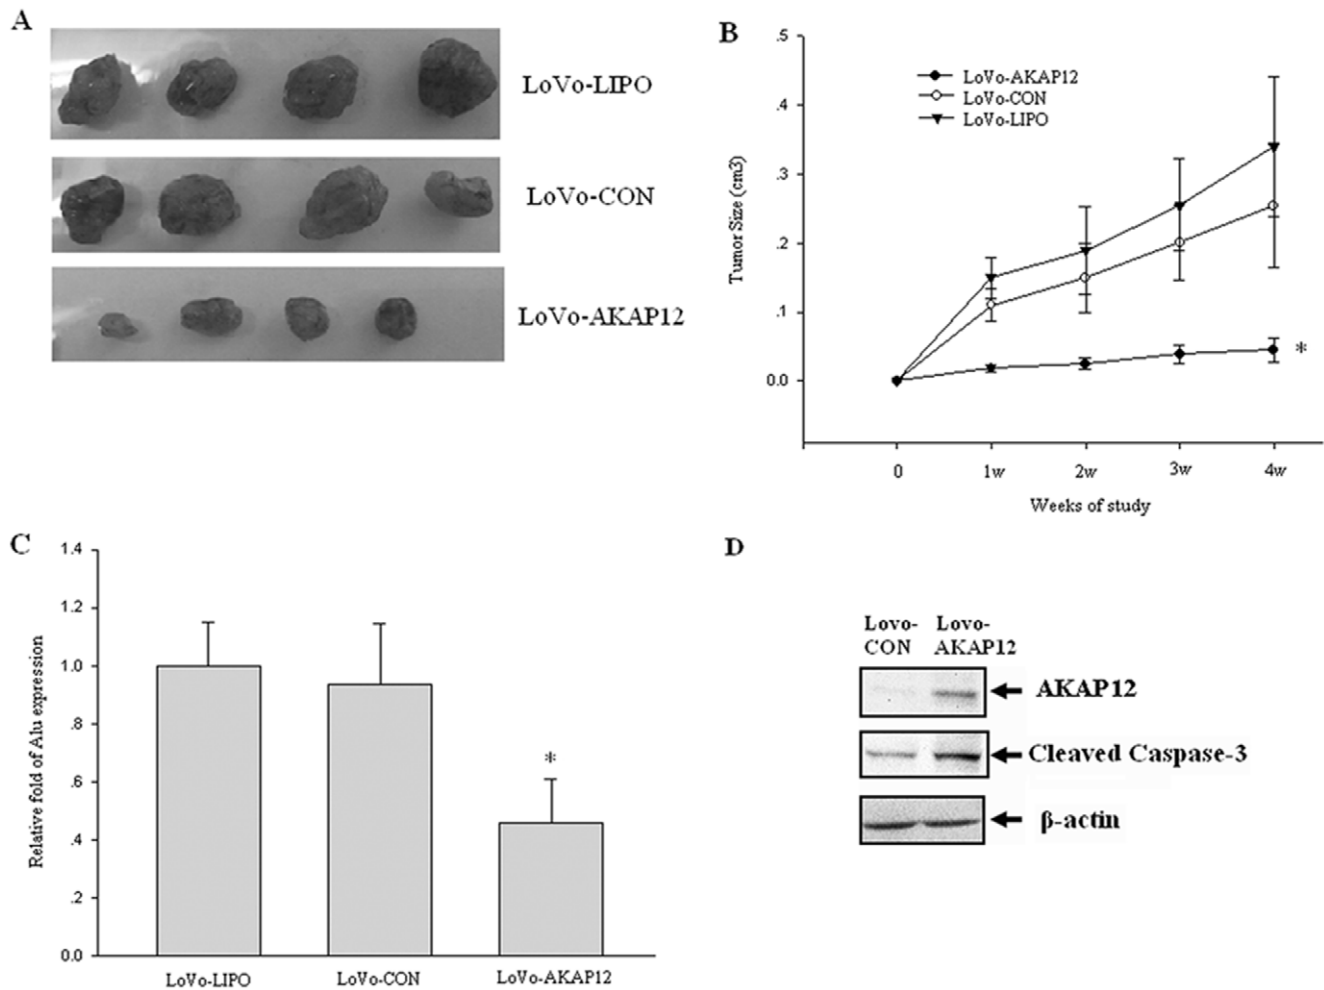 A
LoVo-LIPO
LoVo-CON
LoVo-AKAP12
B
.5
.4
.3
.2
.1
0.0
Tumor Size (cm3)
LoVo-AKAP12
LoVo-CON
LoVo-LIPO
*
0 1w 2w 3w 4w
Weeks of study
C
1.4
1.2
1.0
.8
.6
.4
.2
0.0
Relative fold of Alu expression
*
LoVo-LIPO LoVo-CON LoVo-AKAP12
D
Lovo-
CON
Lovo-
AKAP12
AKAP12
Cleaved Caspase-3
β-actin